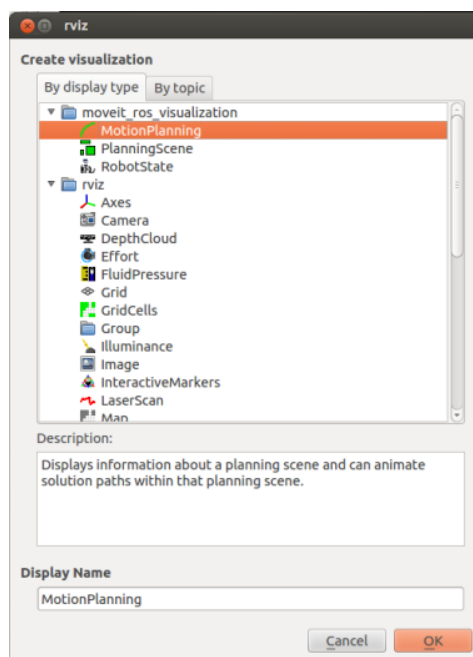 rviz
Create visualization
By display type By topic
moveit_ros_visualization
MotionPlanning
PlanningScene
RobotState
rviz
Axes
Camera
DepthCloud
Effort
FluidPressure
Grid
GridCells
Group
Illuminance
Image
InteractiveMarkers
LaserScan
Map
Description:
Displays information about a planning scene and can animate
solution paths within that planning scene.
Display Name
MotionPlanning
Cancel OK